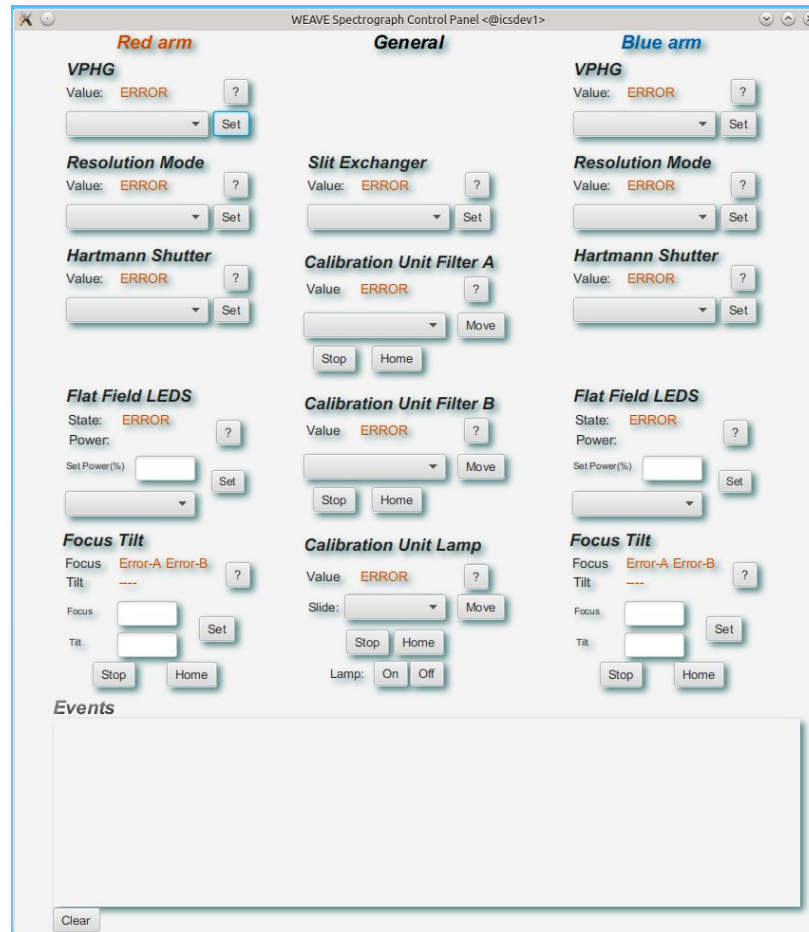 WEAVE Spectrograph Control Panel <@icsdev1>
Red arm
VPHG
Value: ERROR ?
Set
Resolution Mode
Value: ERROR ?
Set
Hartmann Shutter
Value: ERROR ?
Set
Flat Field LEDS
State: ERROR
Power: ?
Set Power(%)
Set
Focus Tilt
Focus Error-A Error-B
Tilt ---- ?
Focus
Set
Tilt
Stop Home
General
Slit Exchanger
Value: ERROR ?
Set
Calibration Unit Filter A
Value ERROR ?
Move
Stop Home
Calibration Unit Filter B
Value ERROR ?
Move
Stop Home
Calibration Unit Lamp
Value ERROR ?
Slide: Move
Stop Home
Lamp: On Off
Blue arm
VPHG
Value: ERROR ?
Set
Resolution Mode
Value: ERROR ?
Set
Hartmann Shutter
Value: ERROR ?
Set
Flat Field LEDS
State: ERROR
Power: ?
Set Power(%)
Set
Focus Tilt
Focus Error-A Error-B
Tilt ---- ?
Focus
Set
Tilt
Stop Home
Events
Clear